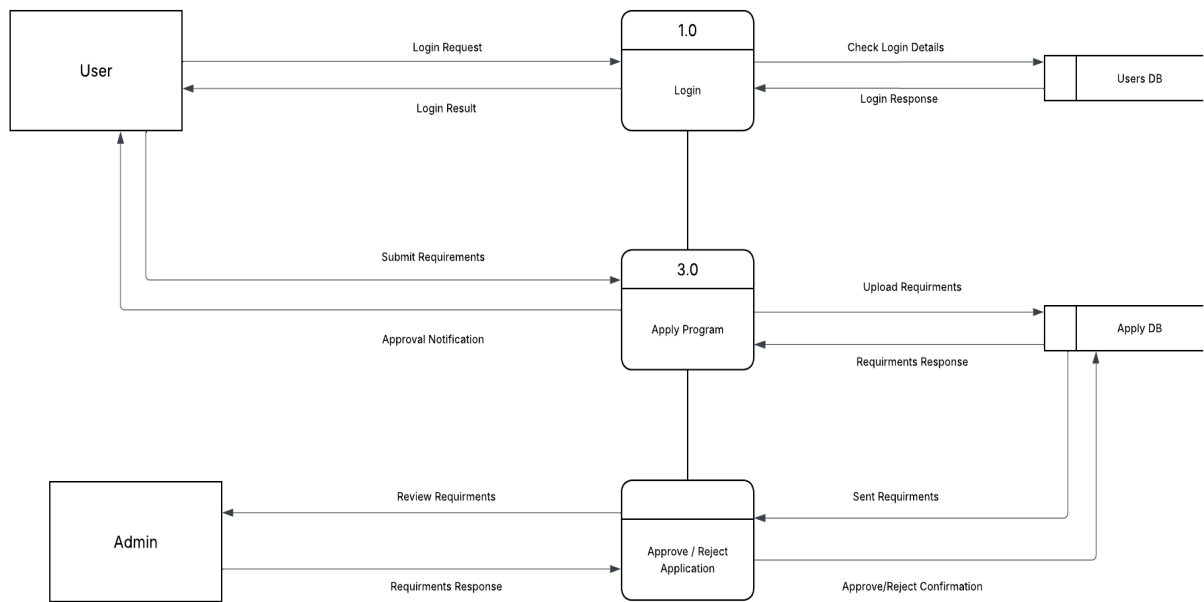 1.0
Login Request
Check Login Details
User
Users DB
Login
Login Response
Login Result
Submit Requirements
3.0
Upload Requirments
Apply Program
Apply DB
Approval Notification
Requirments Response
Review Requirments
Sent Requirments
Admin
Approve / Reject
Application
Requirments Response
Approve/Reject Confirmation